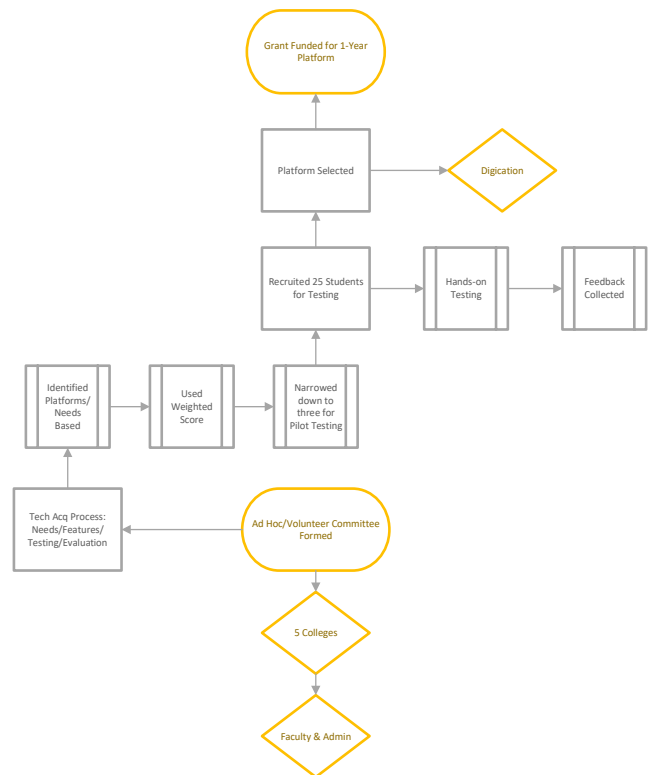 Grant Funded for 1-Year
Platform
Platform Selected
Digication
Recruited 25 Students
for Testing
Hands-on
Testing
Feedback
Collected
Identified
Platforms/
Needs
Based
Used
Weighted
Score
Narrowed
down to
three for
Pilot Testing
Tech Acq Process:
Needs/Features/
Testing/Evaluation
Ad Hoc/Volunteer Committee
Formed
5 Colleges
Faculty & Admin